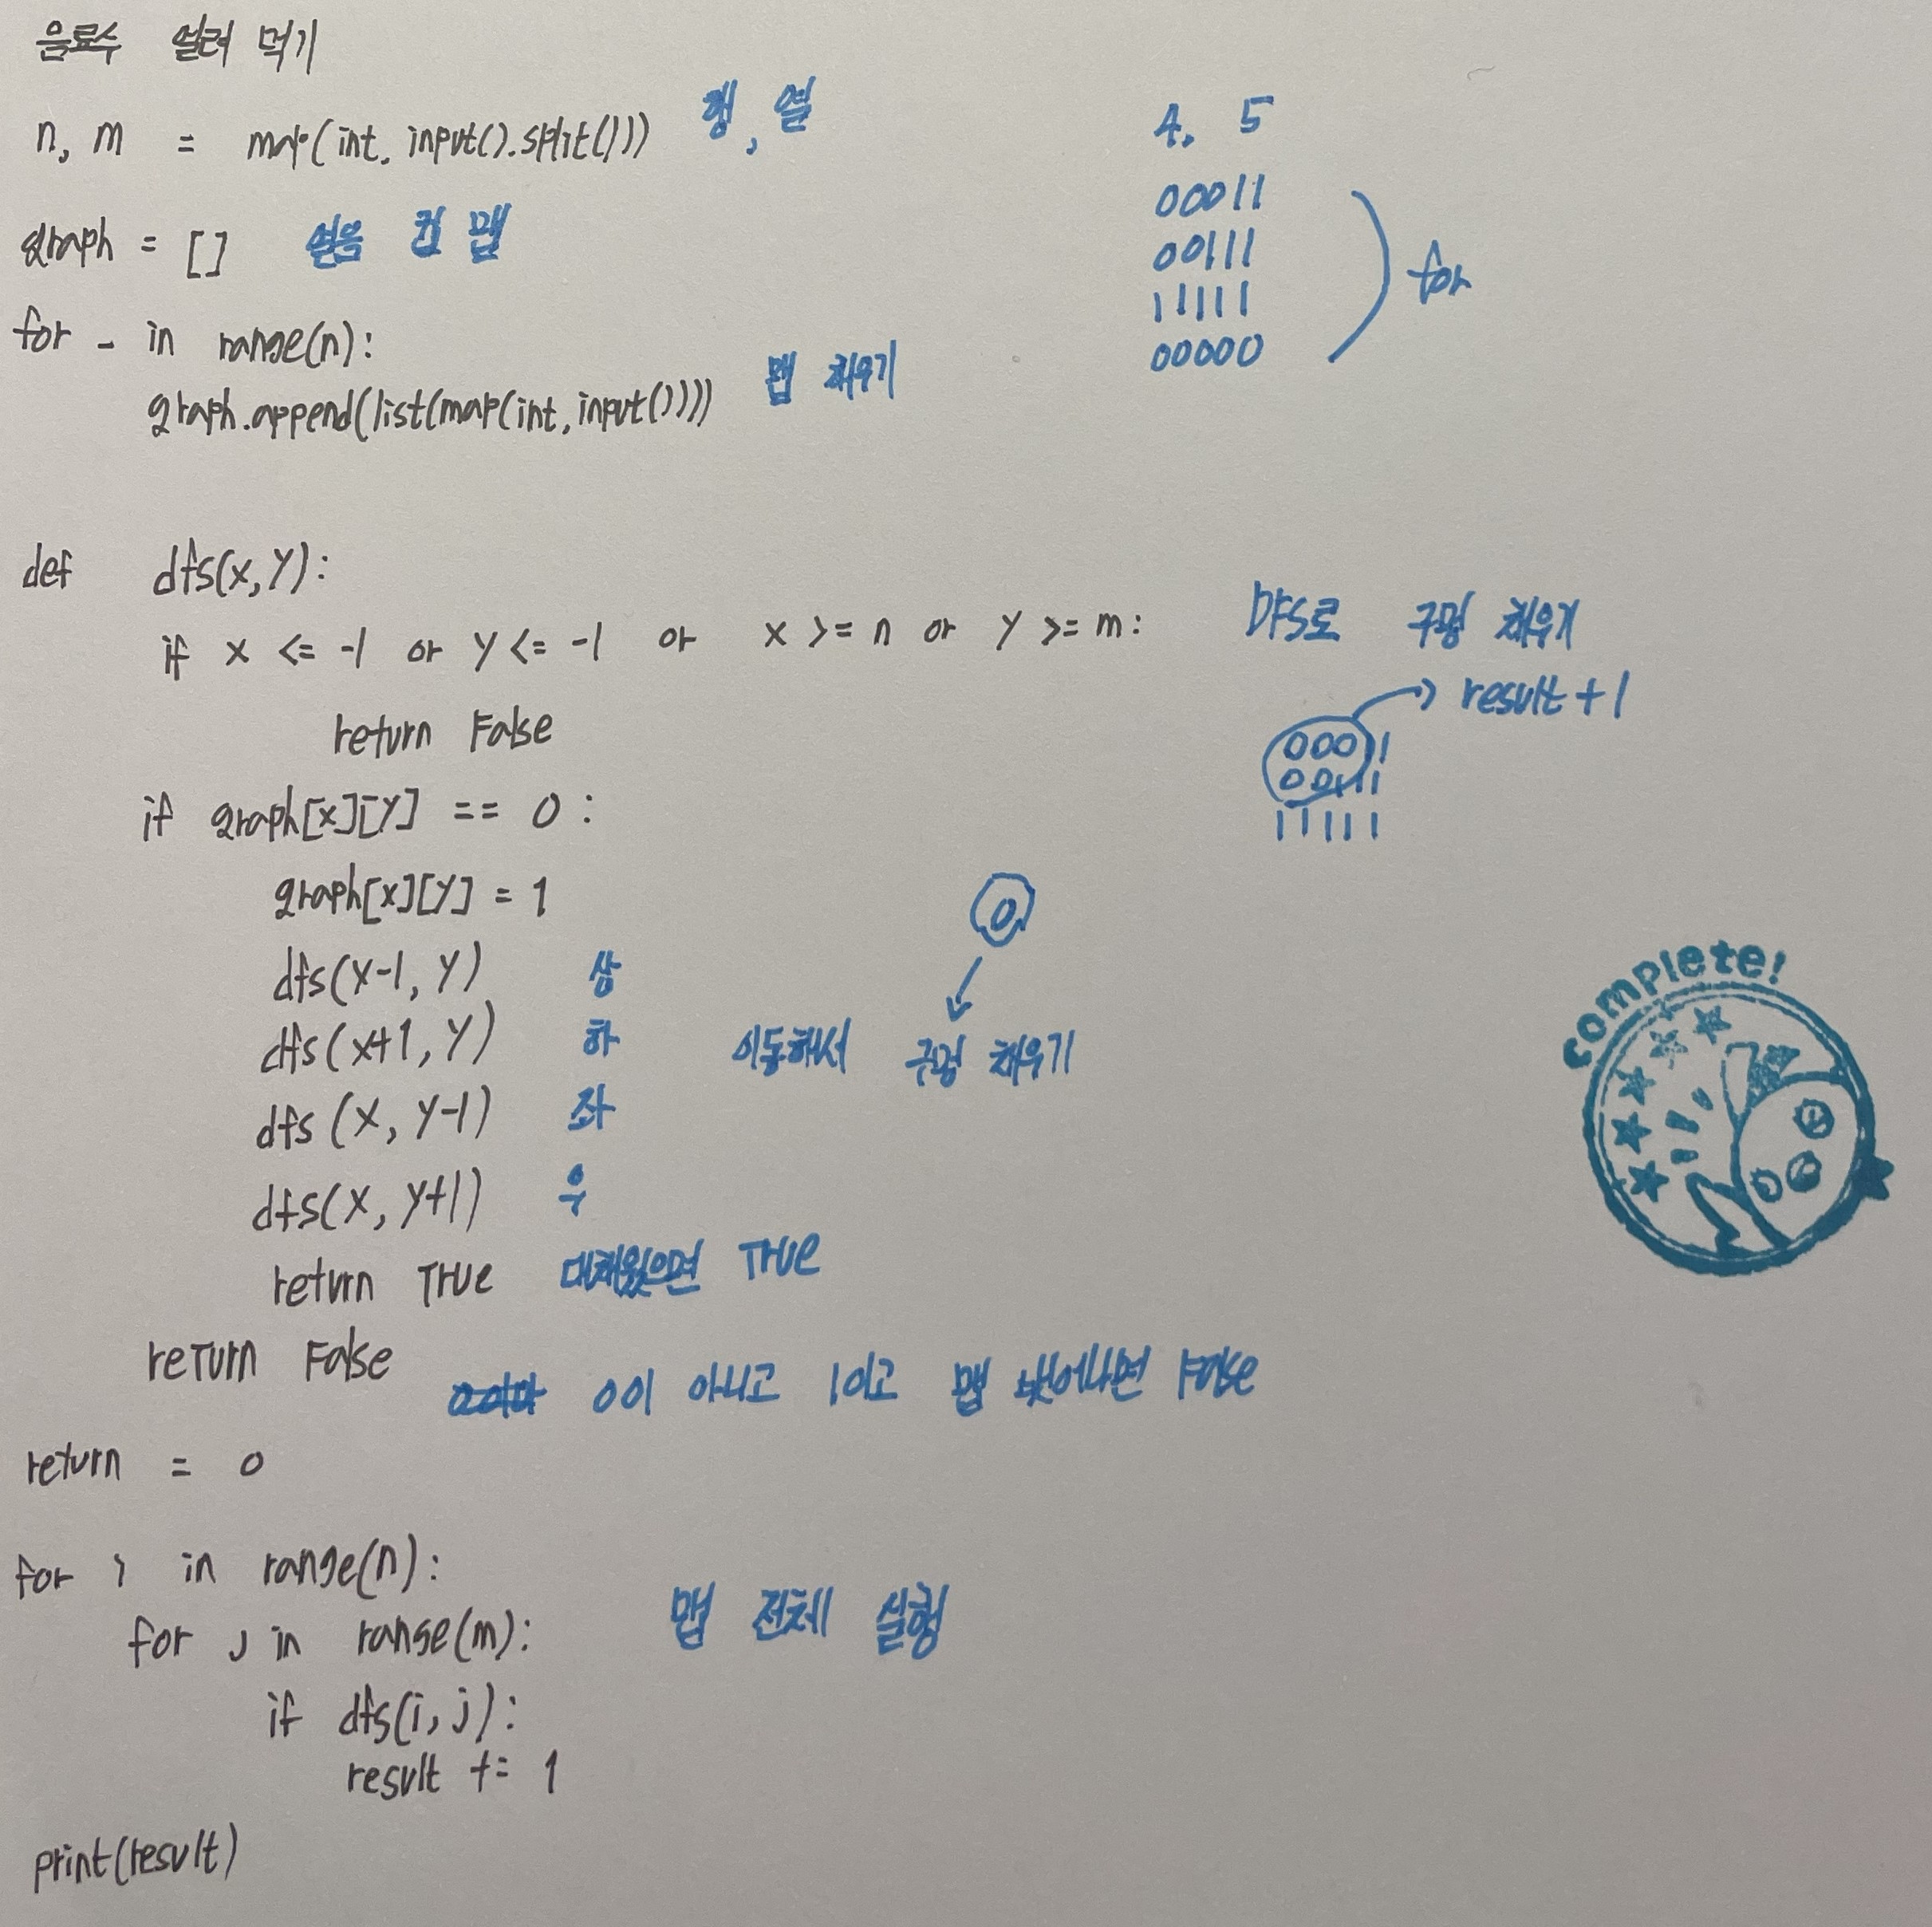 음료수 얼려 먹기
n, m = map(int, input().split()) 행, 열
4, 5
graph = [] 얼음 칸 맵
00011
00111
11111
00000
for
for _ in range(n):
graph.append(list(map(int, input()))) 맵 채우기
def dfs(x, y):
if x <= -1 or y <= -1 or x >= n or y >= m: DFS로 구멍 채우기
return False
result + 1
00011
00111
11111
if graph[x][y] == 0 :
graph[x][y] = 1
0
dfs(x-1, y) 상
dfs(x+1, y) 하 이동해서 구멍 채우기
dfs(x, y-1) 좌
dfs(x, y+1) 우
return True 다채웠으면 True
return False 0이 아니고 1이고 맵 벗어나면 False
complete!
return = 0
for i in range(n):
for j in range(m): 맵 전체 실행
if dfs(i, j):
result += 1
print(result)